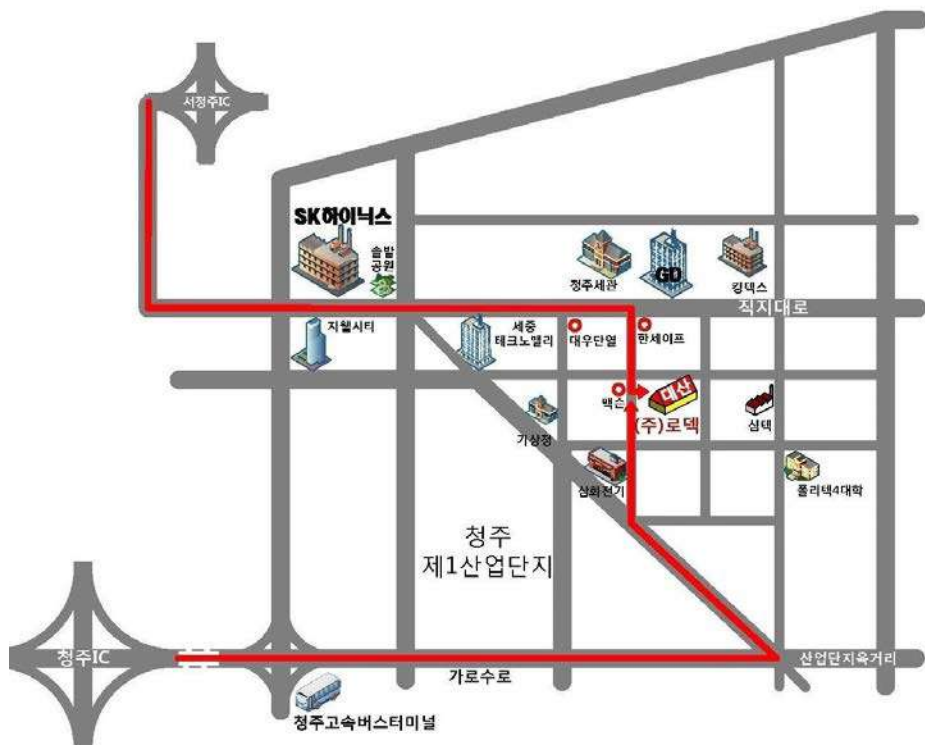 서청주IC
SK하이닉스
솔밭
공원
청주세관
GD
킹덱스
직지대로
지웰시티
세중
테크노밸리
대우단열
한세이프
맥슨
대산
(주)로덱
심텍
기상청
삼화전기
폴리텍4대학
청주
제1산업단지
청주IC
가로수로
산업단지육거리
청주고속버스터미널